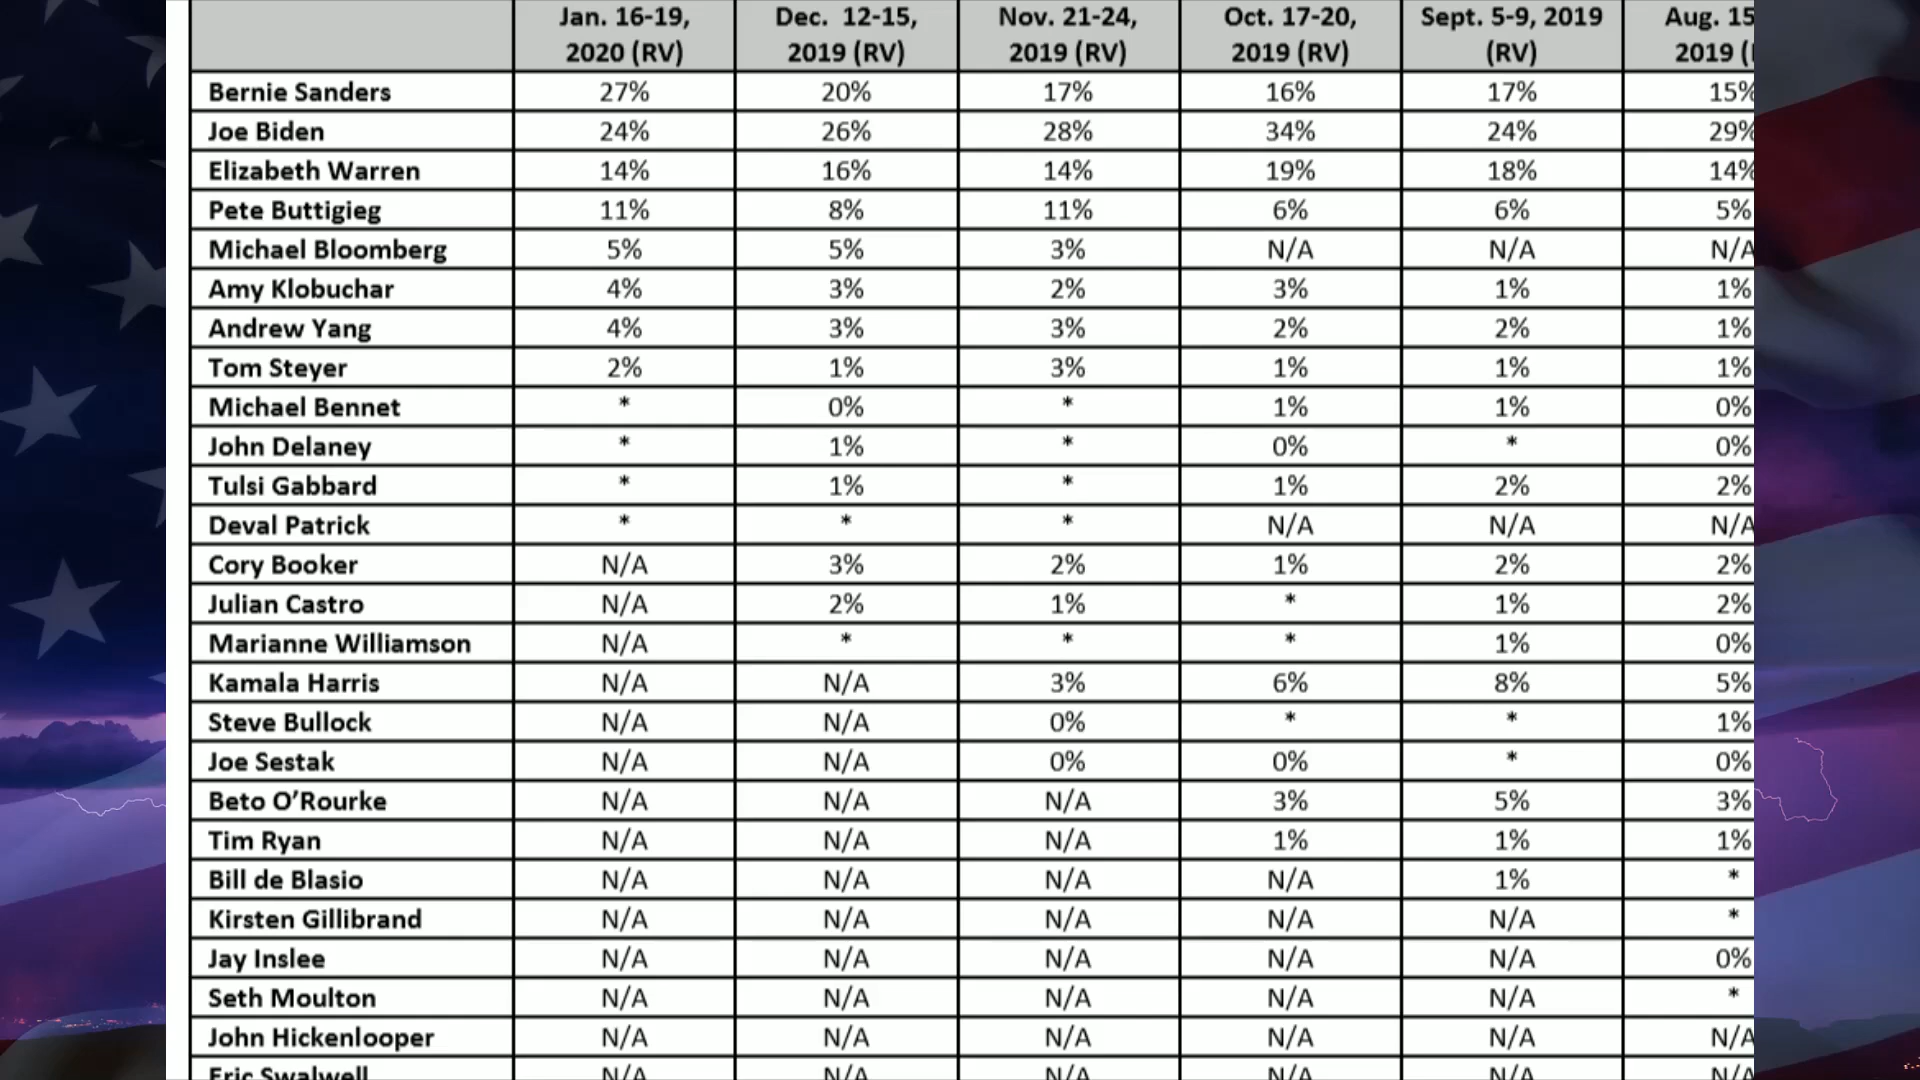 Jan. 16-19, 2020 (RV) Dec. 12-15, 2019 (RV) Nov. 21-24, 2019 (RV) Oct. 17-20, 2019 (RV) Sept. 5-9, 2019 (RV) Aug. 15 2019 (
Bernie Sanders 27% 20% 17% 16% 17% 15%
Joe Biden 24% 26% 28% 34% 24% 29%
Elizabeth Warren 14% 16% 14% 19% 18% 14%
Pete Buttigieg 11% 8% 11% 6% 6% 5%
Michael Bloomberg 5% 5% 3% N/A N/A N/A
Amy Klobuchar 4% 3% 2% 3% 1% 1%
Andrew Yang 4% 3% 3% 2% 2% 1%
Tom Steyer 2% 1% 3% 1% 1% 1%
Michael Bennet * 0% * 1% 1% 0%
John Delaney * 1% * 0% * 0%
Tulsi Gabbard * 1% * 1% 2% 2%
Deval Patrick * * * N/A N/A N/A
Cory Booker N/A 3% 2% 1% 2% 2%
Julian Castro N/A 2% 1% * 1% 2%
Marianne Williamson N/A * * * 1% 0%
Kamala Harris N/A N/A 3% 6% 8% 5%
Steve Bullock N/A N/A 0% * * 1%
Joe Sestak N/A N/A 0% 0% * 0%
Beto O’Rourke N/A N/A N/A 3% 5% 3%
Tim Ryan N/A N/A N/A 1% 1% 1%
Bill de Blasio N/A N/A N/A N/A 1% *
Kirsten Gillibrand N/A N/A N/A N/A N/A *
Jay Inslee N/A N/A N/A N/A N/A 0%
Seth Moulton N/A N/A N/A N/A N/A *
John Hickenlooper N/A N/A N/A N/A N/A N/A
Eric Swalwell N/A N/A N/A N/A N/A N/A